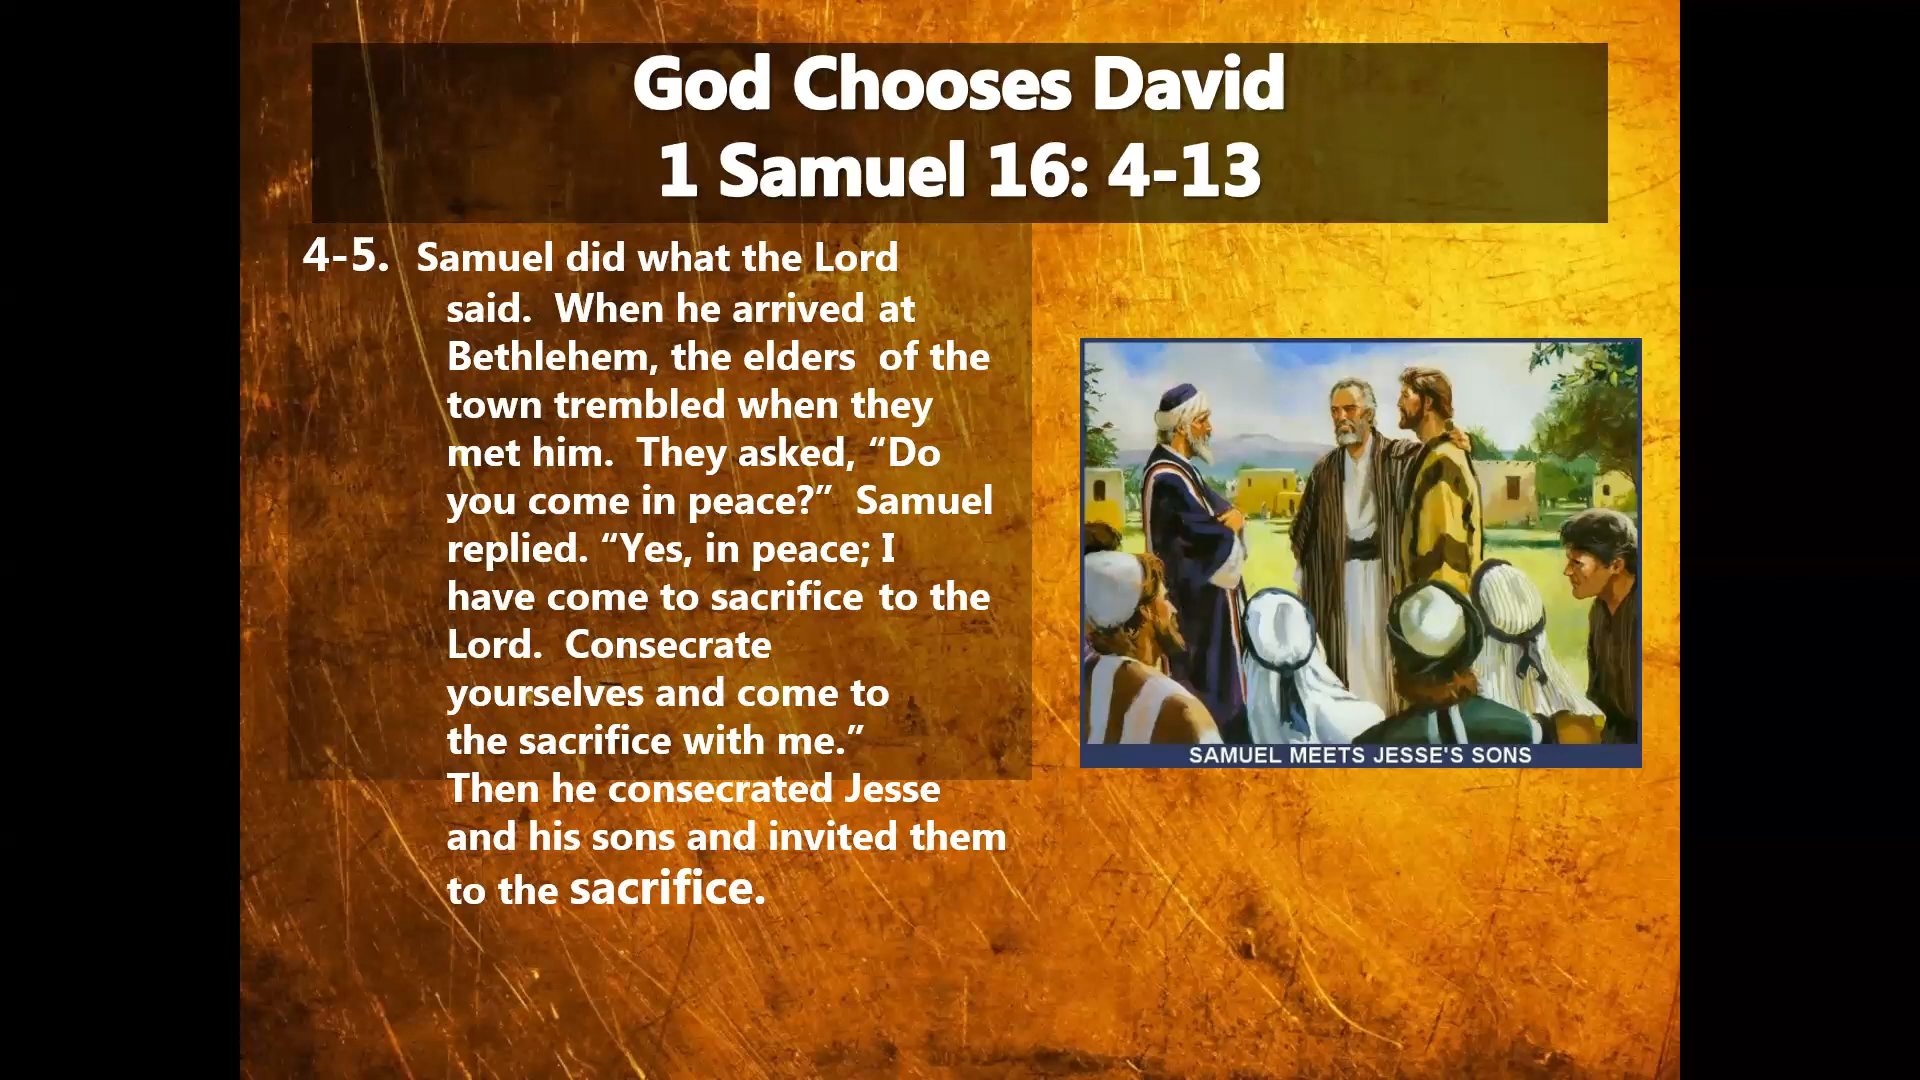 God Chooses David
1 Samuel 16: 4-13
4-5. Samuel did what the Lord
said. When he arrived at
Bethlehem, the elders of the
town trembled when they
met him. They asked, “Do
you come in peace?” Samuel
replied. “Yes, in peace; I
have come to sacrifice to the
Lord. Consecrate
yourselves and come to
the sacrifice with me.”
Then he consecrated Jesse
and his sons and invited them
to the sacrifice.
SAMUEL MEETS JESSE'S SONS